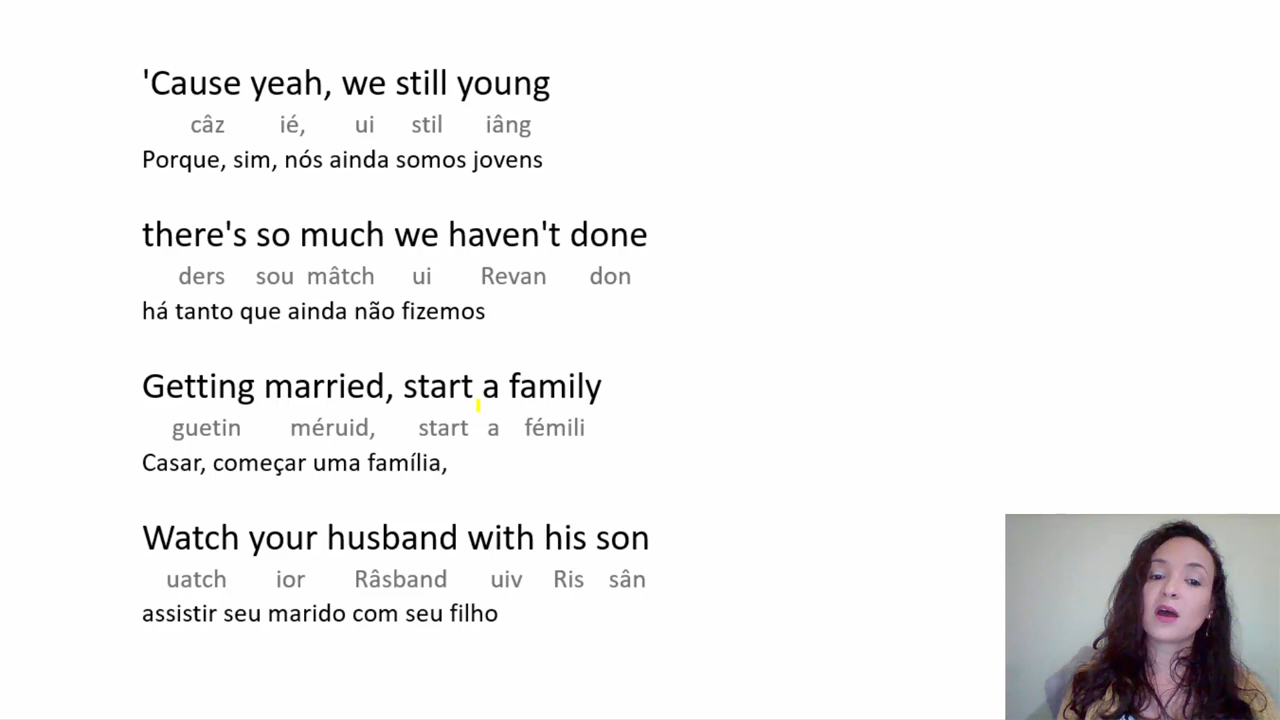 'Cause yeah, we still young
câz ié, ui stil iâng
Porque, sim, nós ainda somos jovens
there's so much we haven't done
ders sou mâtch ui Revan don
há tanto que ainda não fizemos
Getting married, start a family
guetin méruid, start a fémili
Casar, começar uma família,
Watch your husband with his son
uatch ior Râsband uiv Ris sân
assistir seu marido com seu filho